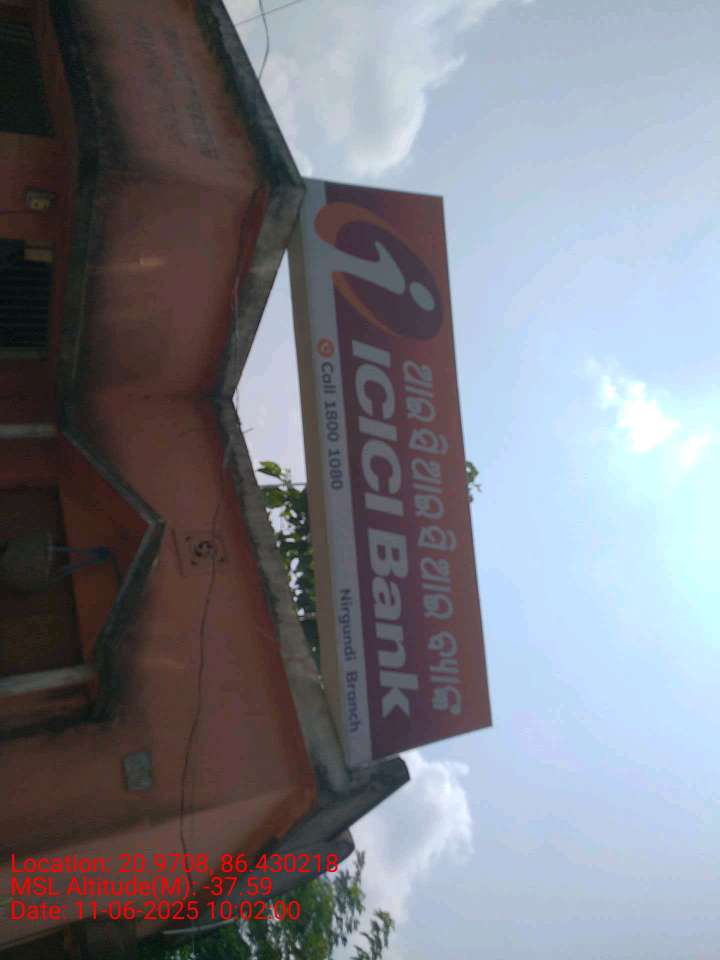 ଆଇ ସି ଆଇ ସି ଆଇ ବ୍ୟାଙ୍କ
ICICI Bank
Call 1800 1080
Nirgundi Branch
Location: 20.9708, 86.430218
MSL Altitude(M): -37.59
Date: 11-06-2025 10:02:00